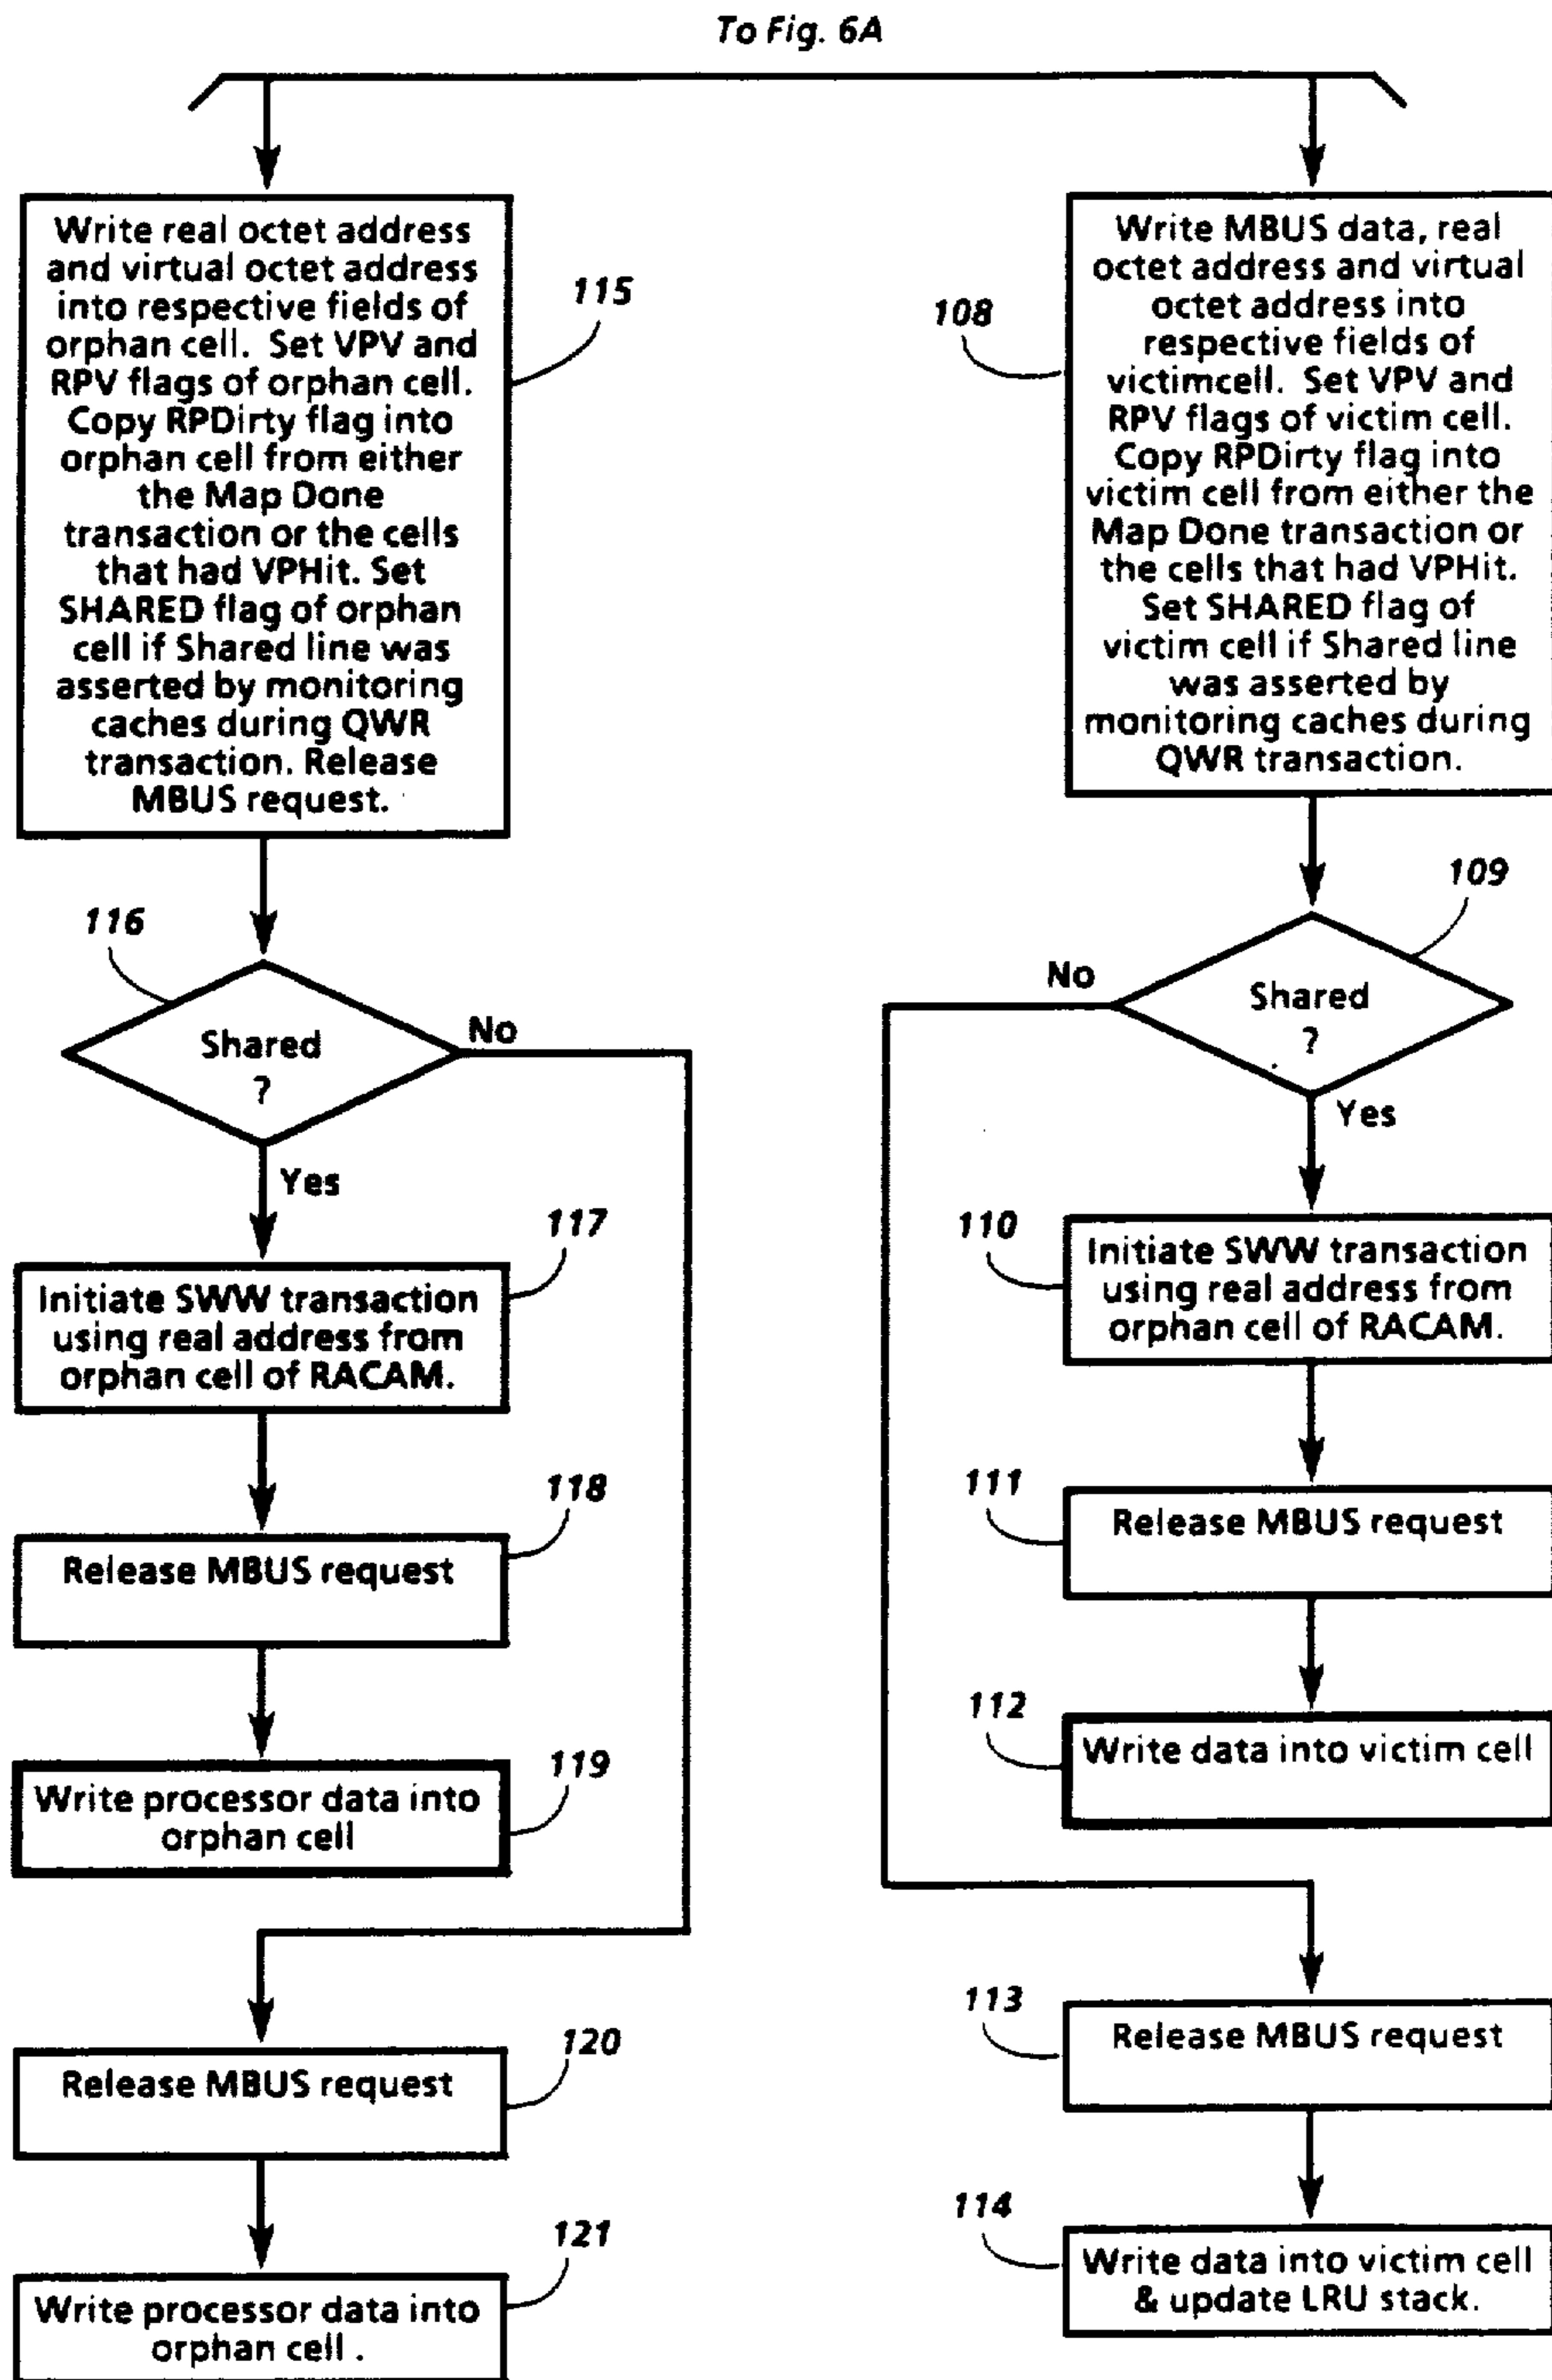 To Fig. 6A
Write real octet address
and virtual octet address
into respective fields of
orphan cell. Set VPV and
RPV flags of orphan cell.
Copy RPDirty flag into
orphan cell from either
the Map Done
transaction or the cells
that had VPHit. Set
SHARED flag of orphan
cell if Shared line was
asserted by monitoring
caches during QWR
transaction. Release
MBUS request.
115
116
Shared
?
No
Yes
117
Initiate SWW transaction
using real address from
orphan cell of RACAM.
118
Release MBUS request
119
Write processor data into
orphan cell
120
Release MBUS request
121
Write processor data into
orphan cell .
108
Write MBUS data, real
octet address and virtual
octet address into
respective fields of
victimcell. Set VPV and
RPV flags of victim cell.
Copy RPDirty flag into
victim cell from either the
Map Done transaction or
the cells that had VPHit.
Set SHARED flag of
victim cell if Shared line
was asserted by
monitoring caches during
QWR transaction.
109
No
Shared
?
Yes
110
Initiate SWW transaction
using real address from
orphan cell of RACAM.
111
Release MBUS request
112
Write data into victim cell
113
Release MBUS request
114
Write data into victim cell
& update LRU stack.